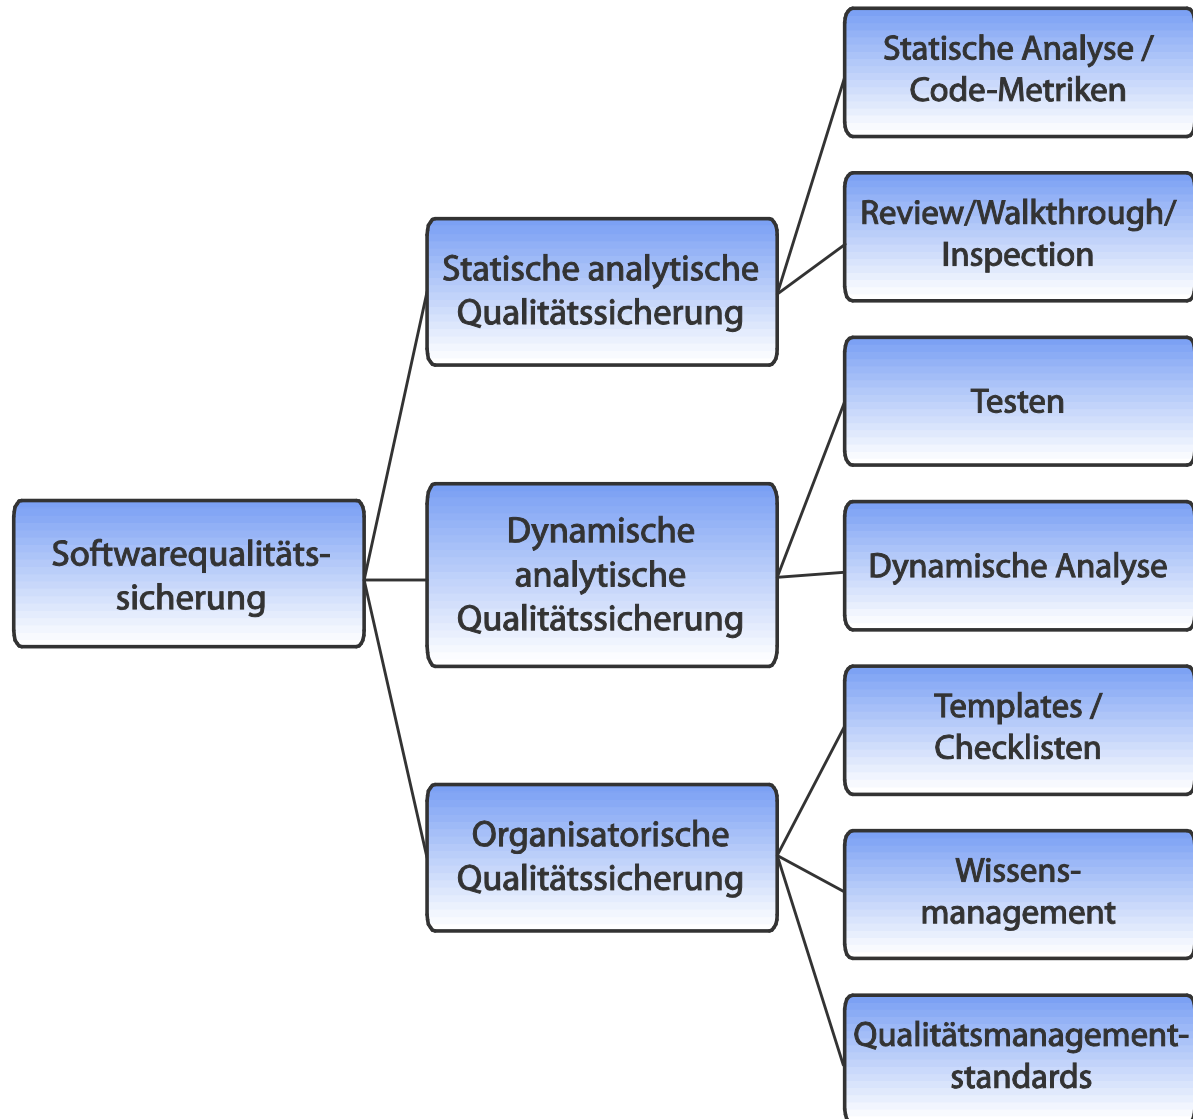 Softwarequalitäts-
sicherung
Statische analytische
Qualitätssicherung
Statische Analyse /
Code-Metriken
Review/Walkthrough/
Inspection
Dynamische
analytische
Qualitätssicherung
Testen
Dynamische Analyse
Organisatorische
Qualitätssicherung
Templates /
Checklisten
Wissens-
management
Qualitätsmanagement-
standards